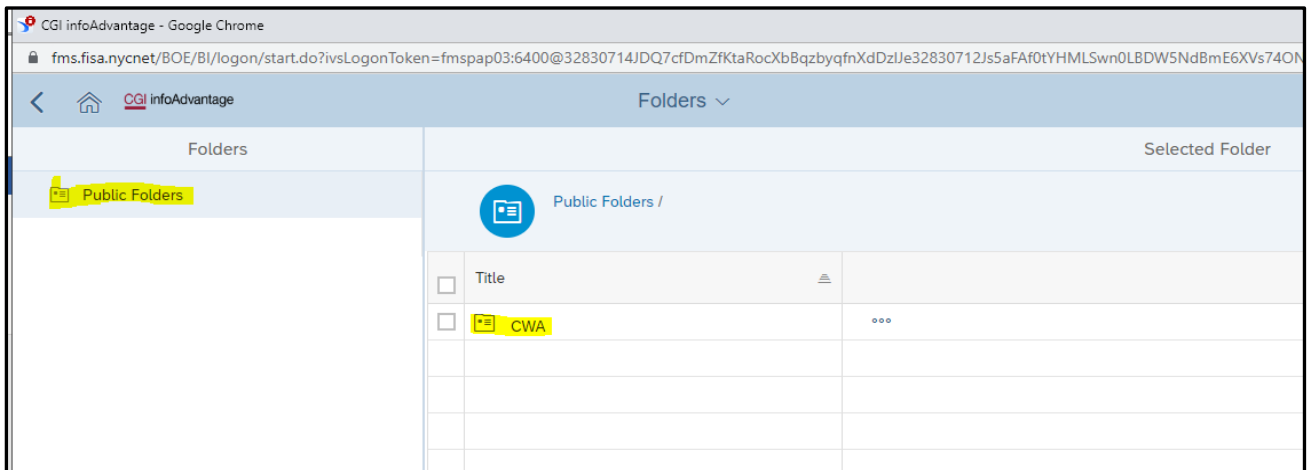 CGI infoAdvantage - Google Chrome
fms.fisa.nycnet/BOE/BI/logon/start.do?ivsLogonToken=fmspap03:6400@32830714JDQ7cfDmZfKtaRocXbBqzbyqfnXdDzlJe32830712Js5aFAf0tYHMLSwn0LBDW5NdBmE6XVs74ON
CGI infoAdvantage
Folders
Folders
Selected Folder
Public Folders
Public Folders /
Title
CWA